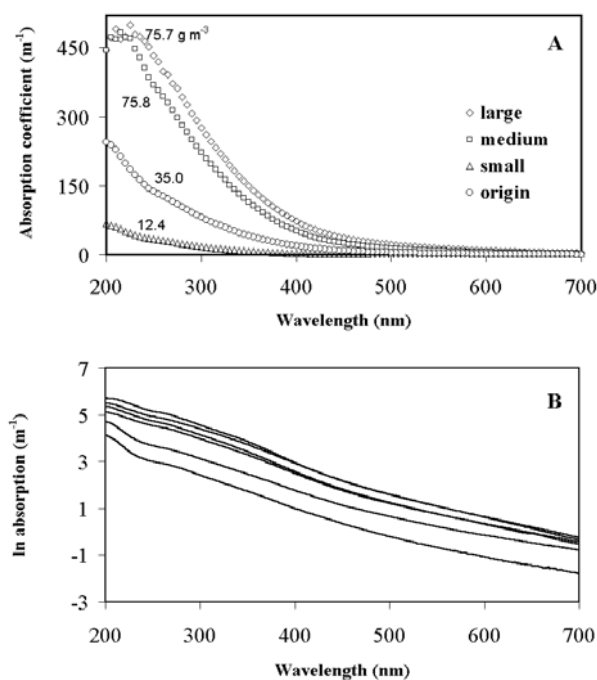 Absorption coefficient (m⁻¹)
450
300
150
0
75.7 g m⁻³
75.8
35.0
12.4
A
large
medium
small
origin
200 300 400 500 600 700
Wavelength (nm)
ln absorption (m⁻¹)
7
5
3
1
-1
-3
B
200 300 400 500 600 700
Wavelength (nm)